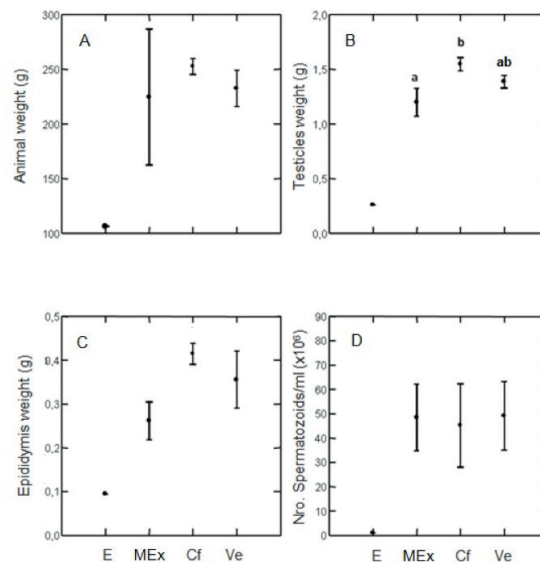 A
Animal weight (g)
300
250
200
150
100
B
Testicles weight (g)
2,0
1,5
1,0
0,5
0,0
a
b
ab
C
Epididymis weight (g)
0,5
0,4
0,3
0,2
0,1
0,0
E MEx Cf Ve
D
Nro. Spermatozoids/ml (x10⁶)
90
80
70
60
50
40
30
20
10
0
E MEx Cf Ve